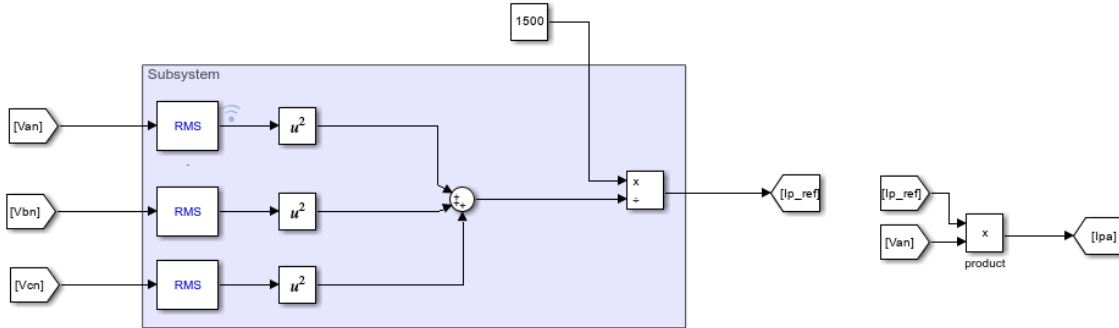 1500
Subsystem
[Van]
RMS
u²
[Vbn]
RMS
u²
+
+
+
x
÷
[Ip_ref]
[Ip_ref]
[Van]
x
product
[Ipa]
[Vcn]
RMS
u²